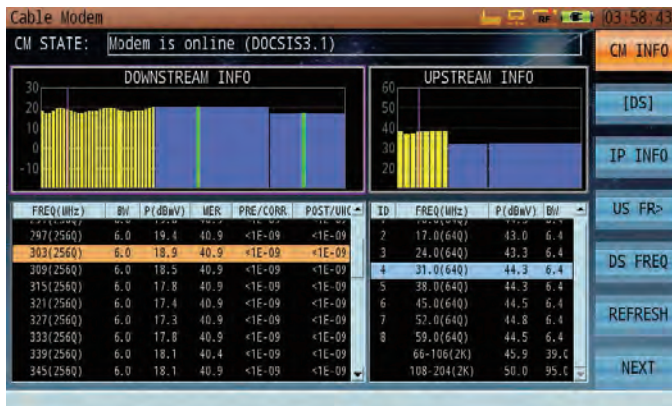 Cable Modem RF 03:58:43
CM STATE: Modem is online (DOCSIS3.1)
CM INFO
[DS]
IP INFO
US FR>
DS FREQ
REFRESH
NEXT
DOWNSTREAM INFO
30
20
10
0
-10
UPSTREAM INFO
60
50
40
30
20
FREQ(MHz) BW P(dBmV) MER PRE/CORR POST/UNC
297(256Q) 6.0 19.4 40.9 <1E-09 <1E-09
303(256Q) 6.0 18.9 40.9 <1E-09 <1E-09
309(256Q) 6.0 18.5 40.9 <1E-09 <1E-09
315(256Q) 6.0 17.8 40.9 <1E-09 <1E-09
321(256Q) 6.0 17.4 40.9 <1E-09 <1E-09
327(256Q) 6.0 17.3 40.9 <1E-09 <1E-09
333(256Q) 6.0 17.8 40.9 <1E-09 <1E-09
339(256Q) 6.0 18.1 40.4 <1E-09 <1E-09
345(256Q) 6.0 18.1 40.9 <1E-09 <1E-09
ID FREQ(MHz) P(dBmV) BW
2 17.0(64Q) 43.0 6.4
3 24.0(64Q) 43.3 6.4
4 31.0(64Q) 44.3 6.4
5 38.0(64Q) 44.3 6.4
6 45.0(64Q) 44.5 6.4
7 52.0(64Q) 44.8 6.4
8 59.0(64Q) 44.5 6.4
66-106(2K) 45.9 39.0
108-204(2K) 50.0 95.0